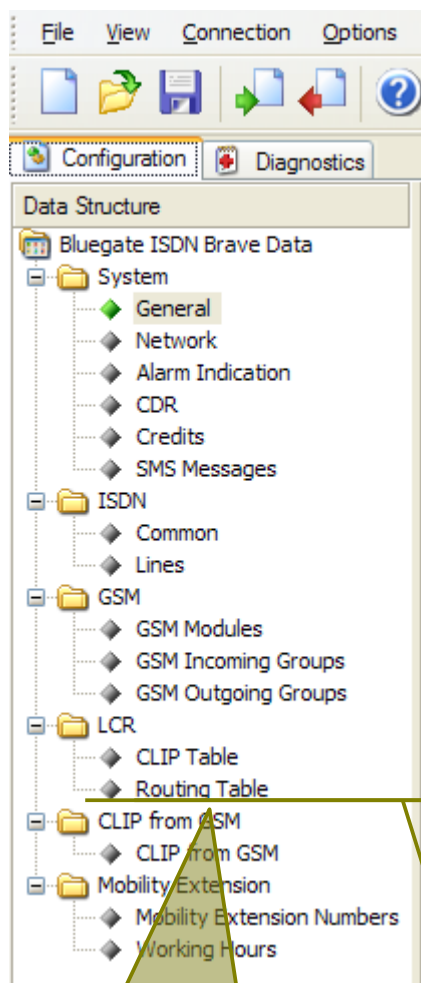 File View Connection Options
Configuration Diagnostics
Data Structure
Bluegate ISDN Brave Data
System
General
Network
Alarm Indication
CDR
Credits
SMS Messages
ISDN
Common
Lines
GSM
GSM Modules
GSM Incoming Groups
GSM Outgoing Groups
LCR
CLIP Table
Routing Table
CLIP from GSM
CLIP from GSM
Mobility Extension
Mobility Extension Numbers
Working Hours